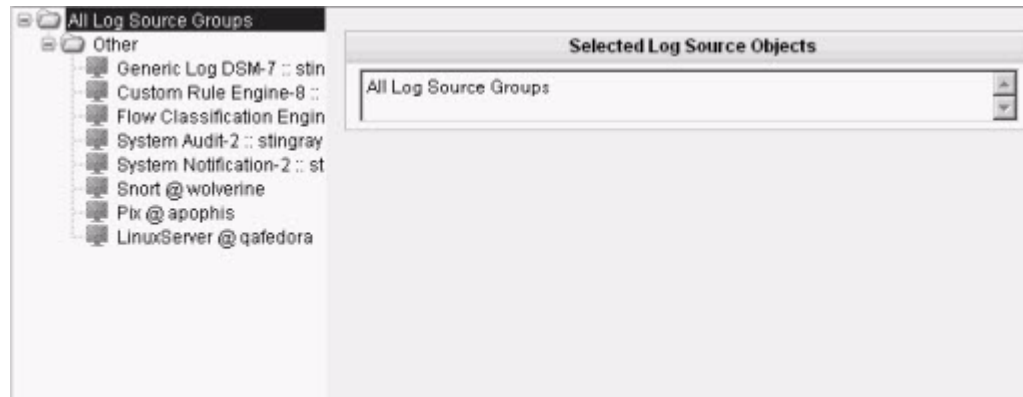 All Log Source Groups
Other
Generic Log DSM-7 :: stin
Custom Rule Engine-8 ::
Flow Classification Engin
System Audit-2 :: stingray
System Notification-2 :: st
Snort @ wolverine
Pix @ apophis
LinuxServer @ qafedora
Selected Log Source Objects
All Log Source Groups